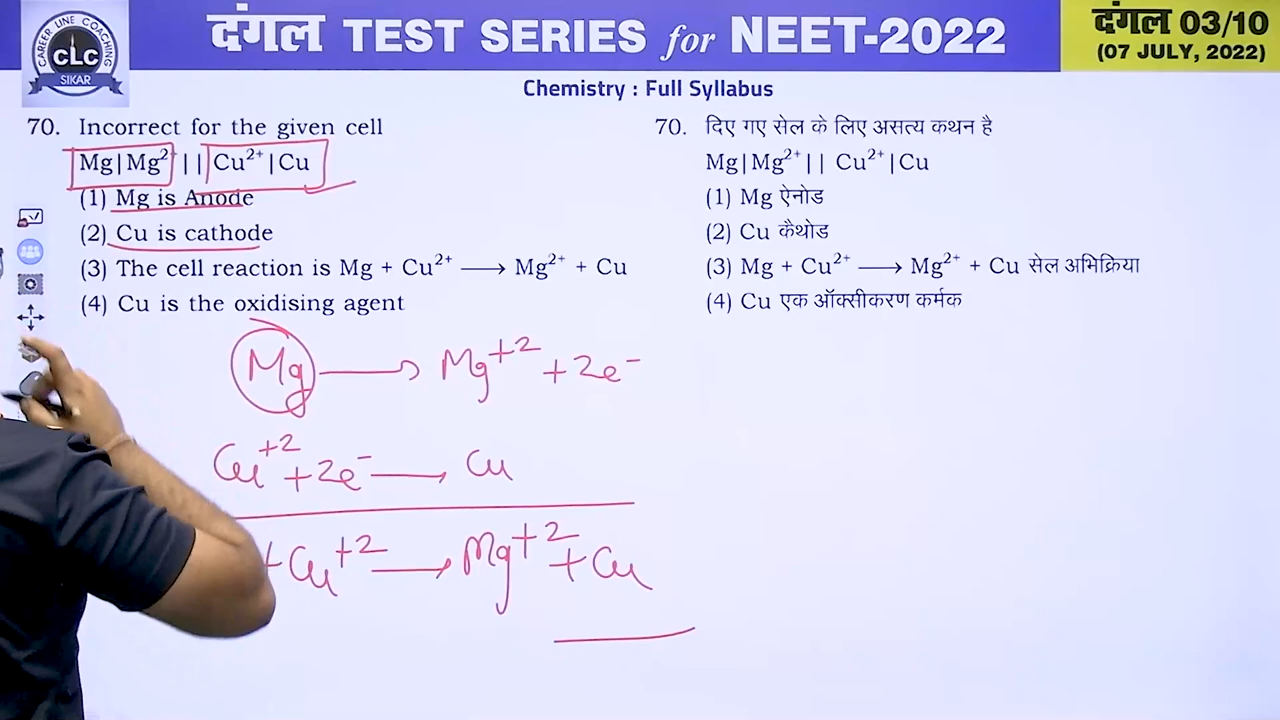 CAREER LINE COACHING
CLC
SIKAR
दंगल TEST SERIES for NEET-2022
दंगल 03/10
(07 JULY, 2022)
Chemistry : Full Syllabus
70. Incorrect for the given cell
Mg|Mg²⁺|| Cu²⁺|Cu
(1) Mg is Anode
(2) Cu is cathode
(3) The cell reaction is Mg + Cu²⁺ ⟶ Mg²⁺ + Cu
(4) Cu is the oxidising agent
70. दिए गए सेल के लिए असत्य कथन है
Mg|Mg²⁺|| Cu²⁺|Cu
(1) Mg ऐनोड
(2) Cu कैथोड
(3) Mg + Cu²⁺ ⟶ Mg²⁺ + Cu सेल अभिक्रिया
(4) Cu एक ऑक्सीकरण कर्मक
Mg ⟶ Mg⁺² + 2e⁻
Cu⁺² + 2e⁻ ⟶ Cu
+ Cu⁺² ⟶ Mg⁺² + Cu